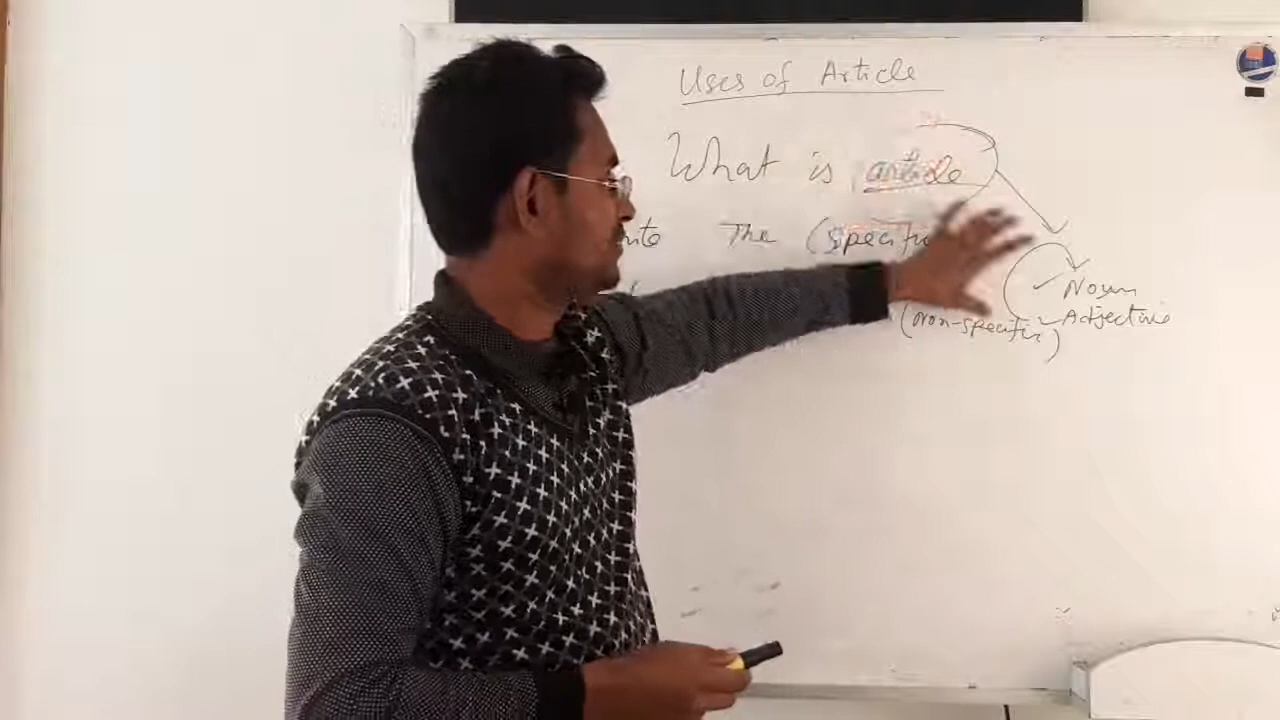 Uses of Article
What is article
The (specific
Noun
(non-specific) Adjective